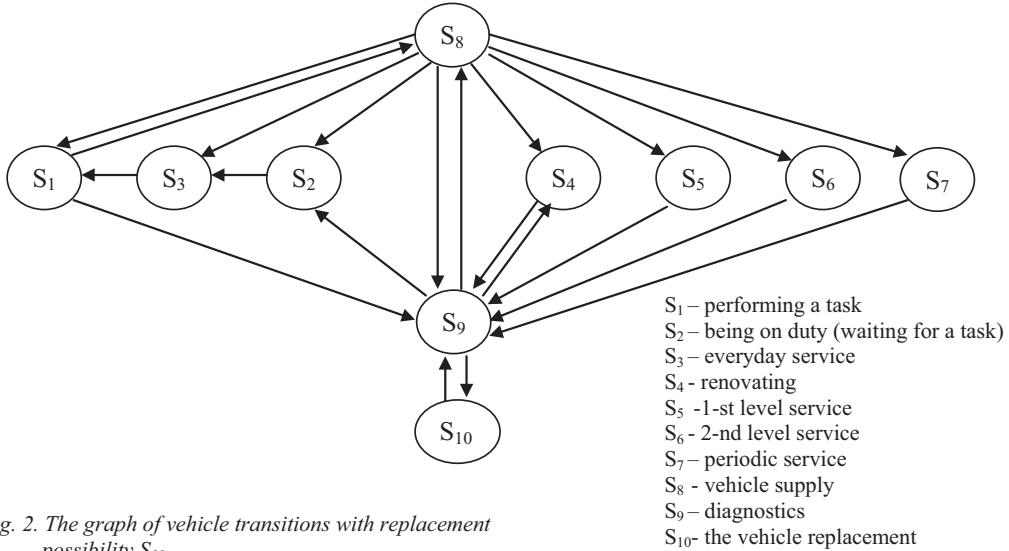 S₈
S₁ S₃ S₂ S₄ S₅ S₆ S₇
S₉
S₁₀
S₁ – performing a task
S₂ – being on duty (waiting for a task)
S₃ – everyday service
S₄ - renovating
S₅ -1-st level service
S₆ - 2-nd level service
S₇ – periodic service
S₈ - vehicle supply
S₉ – diagnostics
S₁₀- the vehicle replacement
g. 2. The graph of vehicle transitions with replacement
possibility S